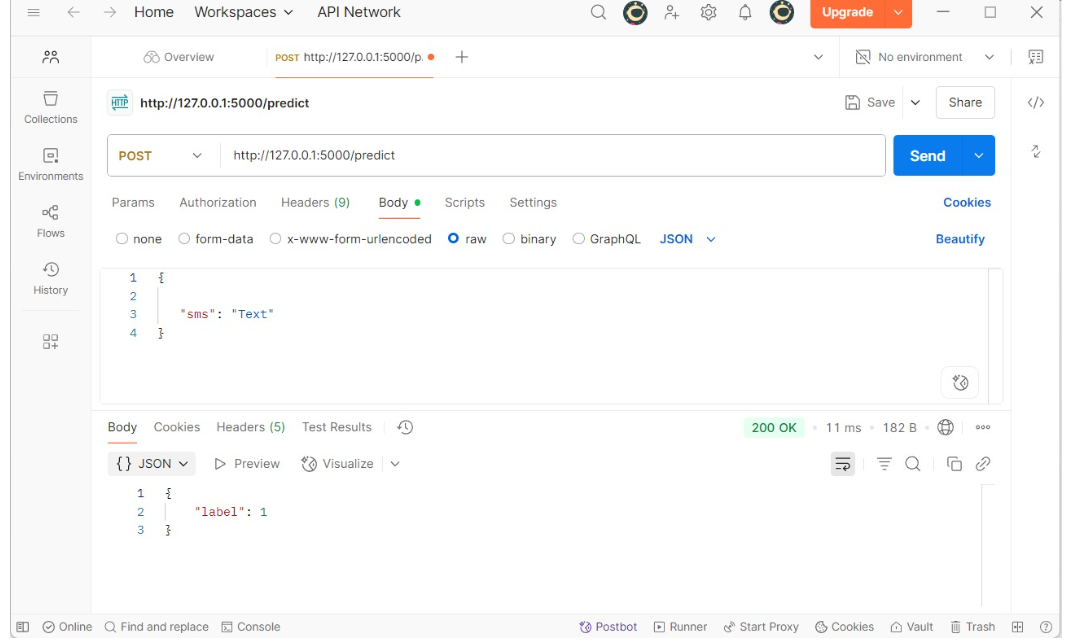 Home Workspaces API Network Upgrade
Overview POST http://127.0.0.1:5000/p. No environment
HTTP http://127.0.0.1:5000/predict Save Share
Collections
POST http://127.0.0.1:5000/predict Send
Environments
Params Authorization Headers (9) Body Scripts Settings Cookies
Flows
none form-data x-www-form-urlencoded raw binary GraphQL JSON Beautify
History
1 {
2
3 "sms": "Text"
4 }
Body Cookies Headers (5) Test Results 200 OK 11 ms 182 B
{} JSON Preview Visualize
1 {
2 "label": 1
3 }
Online Find and replace Console Postbot Runner Start Proxy Cookies Vault Trash